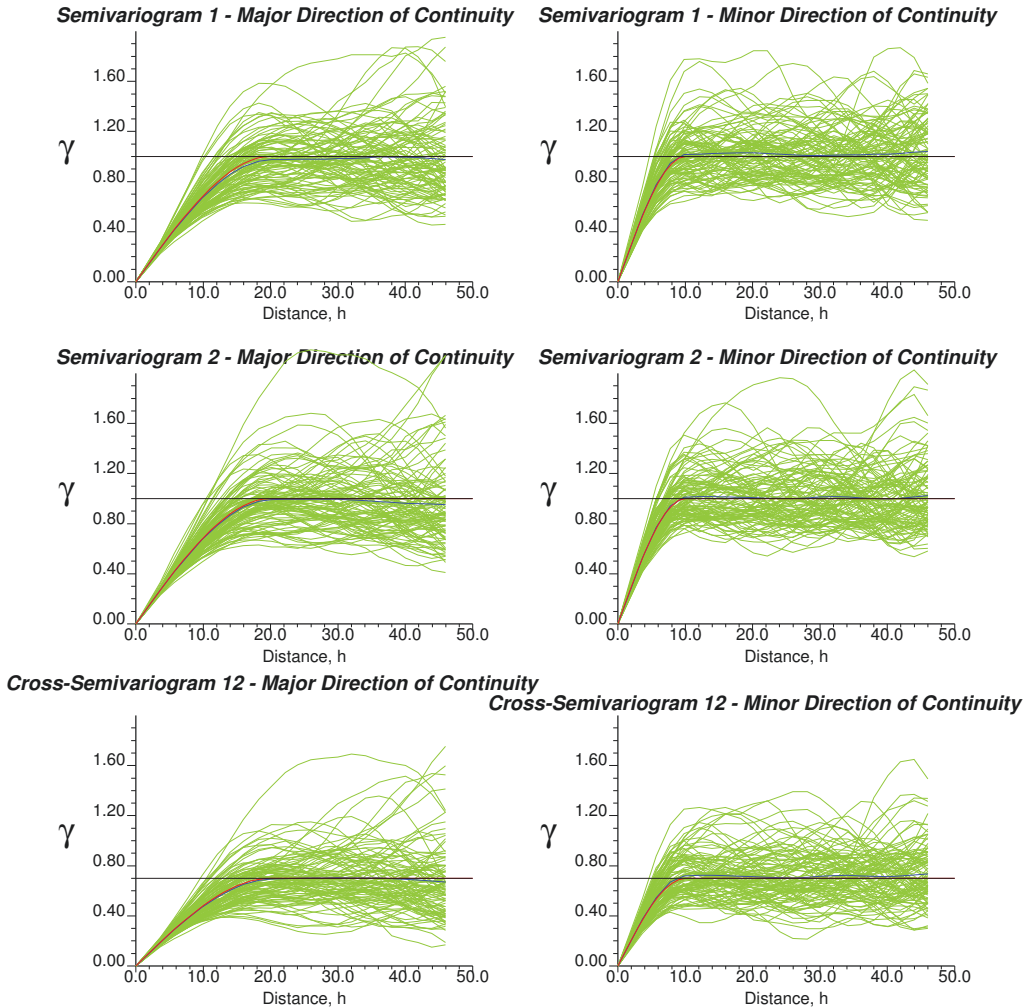 Semivariogram 1 - Major Direction of Continuity
γ
1.60
1.20
0.80
0.40
0.00
0.0 10.0 20.0 30.0 40.0 50.0
Distance, h
Semivariogram 1 - Minor Direction of Continuity
γ
1.60
1.20
0.80
0.40
0.00
0.0 10.0 20.0 30.0 40.0 50.0
Distance, h
Semivariogram 2 - Major Direction of Continuity
γ
1.60
1.20
0.80
0.40
0.00
0.0 10.0 20.0 30.0 40.0 50.0
Distance, h
Semivariogram 2 - Minor Direction of Continuity
γ
1.60
1.20
0.80
0.40
0.00
0.0 10.0 20.0 30.0 40.0 50.0
Distance, h
Cross-Semivariogram 12 - Major Direction of Continuity
γ
1.60
1.20
0.80
0.40
0.00
0.0 10.0 20.0 30.0 40.0 50.0
Distance, h
Cross-Semivariogram 12 - Minor Direction of Continuity
γ
1.60
1.20
0.80
0.40
0.00
0.0 10.0 20.0 30.0 40.0 50.0
Distance, h